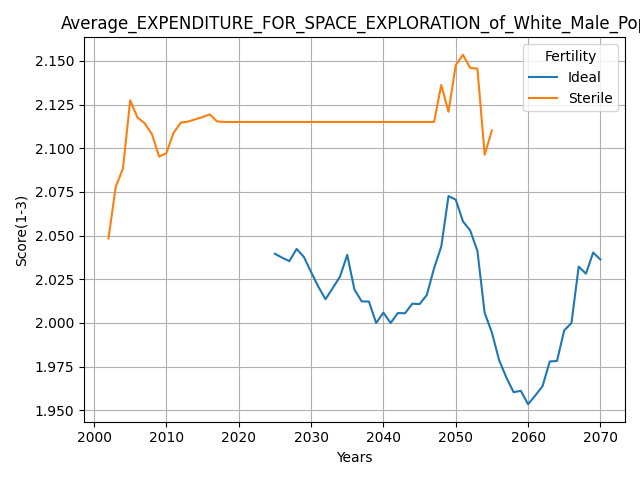 Average_EXPENDITURE_FOR_SPACE_EXPLORATION_of_White_Male_Pop
2.150
2.125
2.100
2.075
2.050
2.025
2.000
1.975
1.950
Score(1-3)
Fertility
Ideal
Sterile
2000 2010 2020 2030 2040 2050 2060 2070
Years